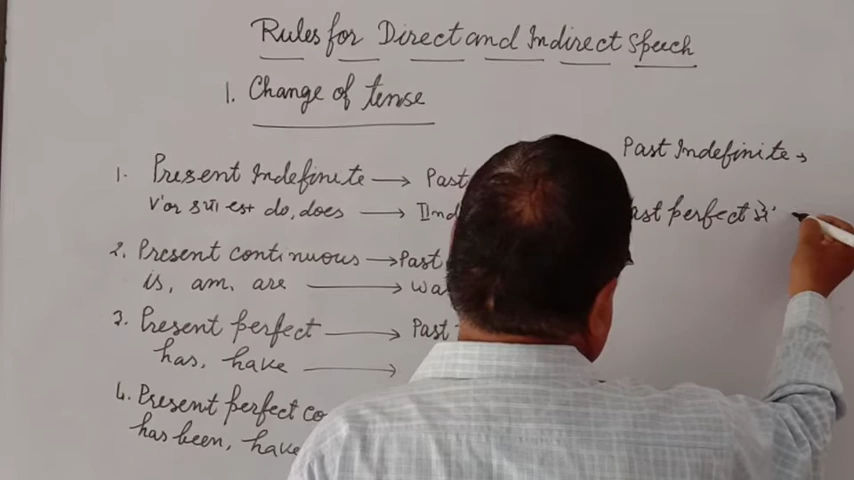 Rules for Direct and Indirect Speech
1. Change of tense
1. Present Indefinite → Past
V' or s या es + do, does → IInd
2. Present continuous → Past
is, am, are → wa
3. Present perfect → Past
has, have →
4. Present perfect co
has been, have
Past Indefinite →
ast perfect में